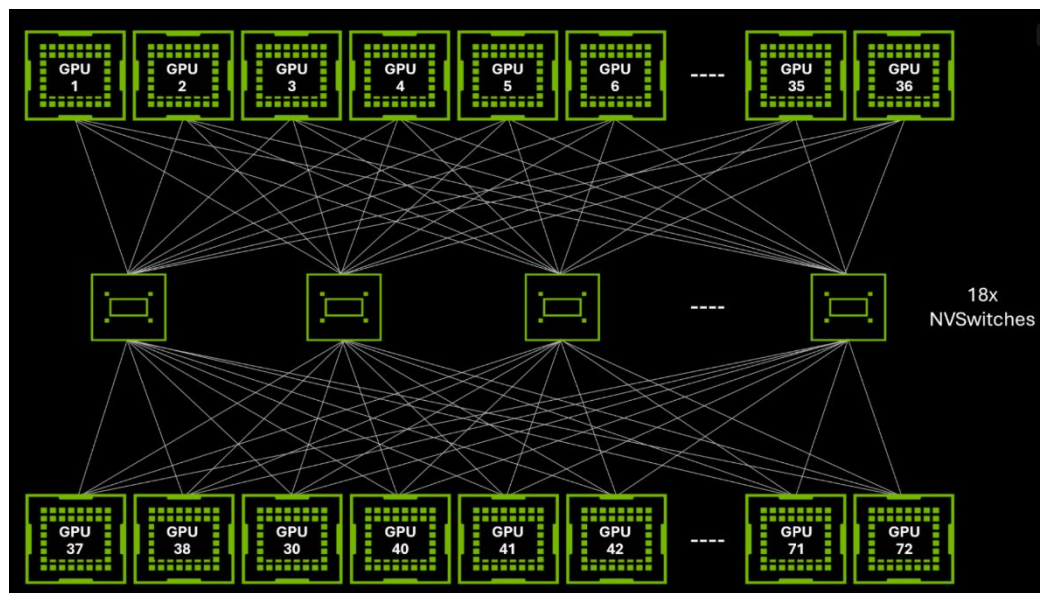 GPU
1
GPU
2
GPU
3
GPU
4
GPU
5
GPU
6
----
GPU
35
GPU
36
----
18x
NVSwitches
GPU
37
GPU
38
GPU
30
GPU
40
GPU
41
GPU
42
----
GPU
71
GPU
72